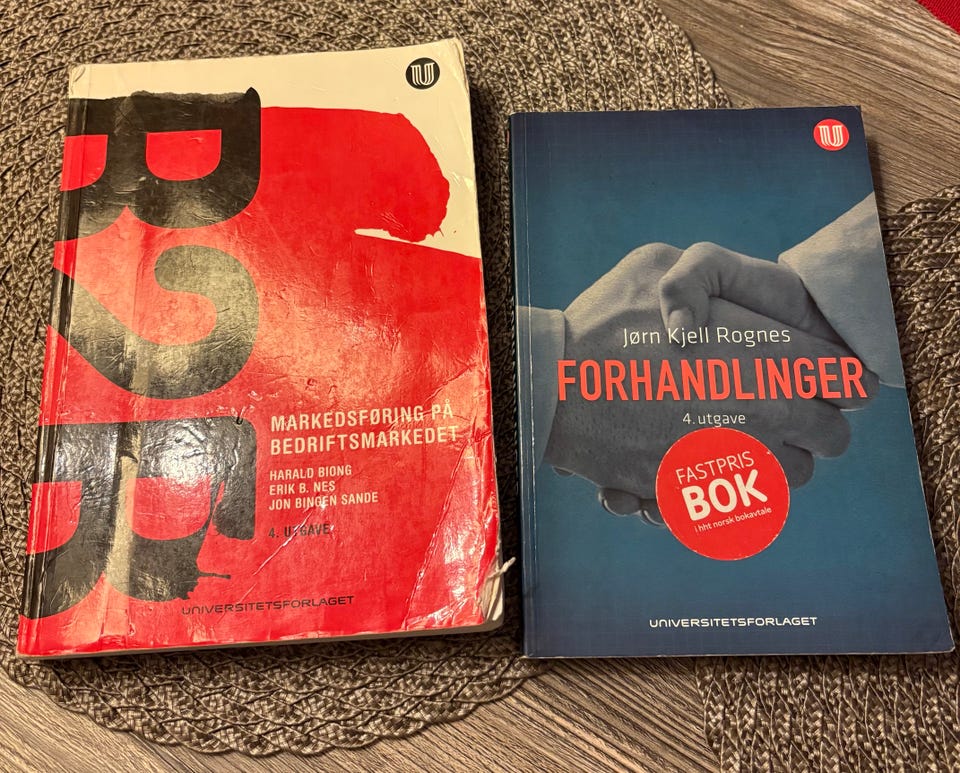 U
B2B
MARKEDSFØRING PÅ
BEDRIFTSMARKEDET
HARALD BIONG
ERIK B. NES
JON BINGEN SANDE
4. UTGAVE
UNIVERSITETSFORLAGET
U
Jørn Kjell Rognes
FORHANDLINGER
4. utgave
FASTPRIS
BOK
i hht norsk bokavtale
UNIVERSITETSFORLAGET